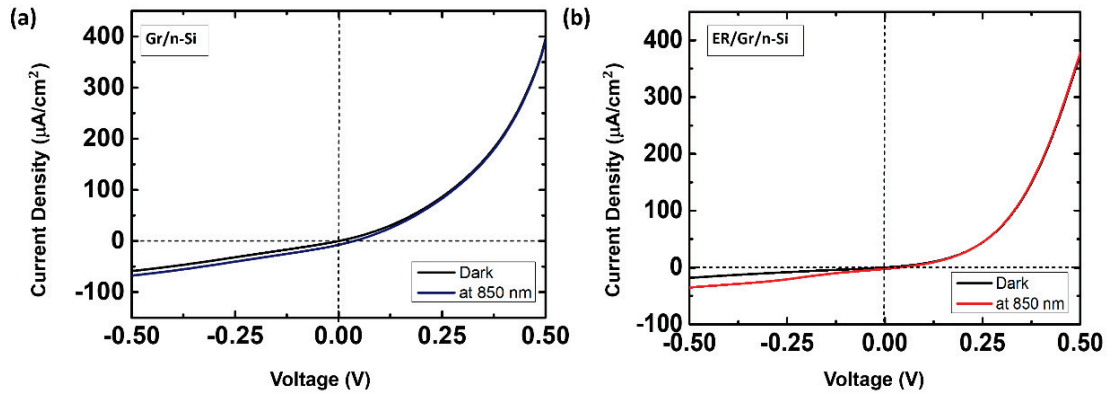 (a)
Gr/n-Si
400
300
200
100
0
-100
Current Density (µA/cm²)
Dark
at 850 nm
-0.50
-0.25
0.00
0.25
0.50
Voltage (V)
(b)
ER/Gr/n-Si
400
300
200
100
0
-100
Current Density (µA/cm²)
Dark
at 850 nm
-0.50
-0.25
0.00
0.25
0.50
Voltage (V)